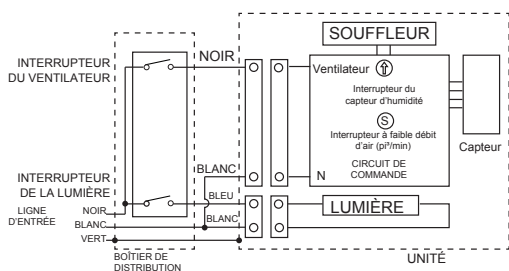 SOUFFLEUR
INTERRUPTEUR
DU VENTILATEUR
NOIR
Ventilateur
Interrupteur du
capteur d'humidité
S
Interrupteur à faible débit
d'air (pi³/min)
Capteur
CIRCUIT DE
COMMANDE
BLANC
N
INTERRUPTEUR
DE LA LUMIÈRE
BLEU
LIGNE
D'ENTRÉE
NOIR
BLANC
BLANC
LUMIÈRE
VERT
BOÎTIER DE
DISTRIBUTION
UNITÉ